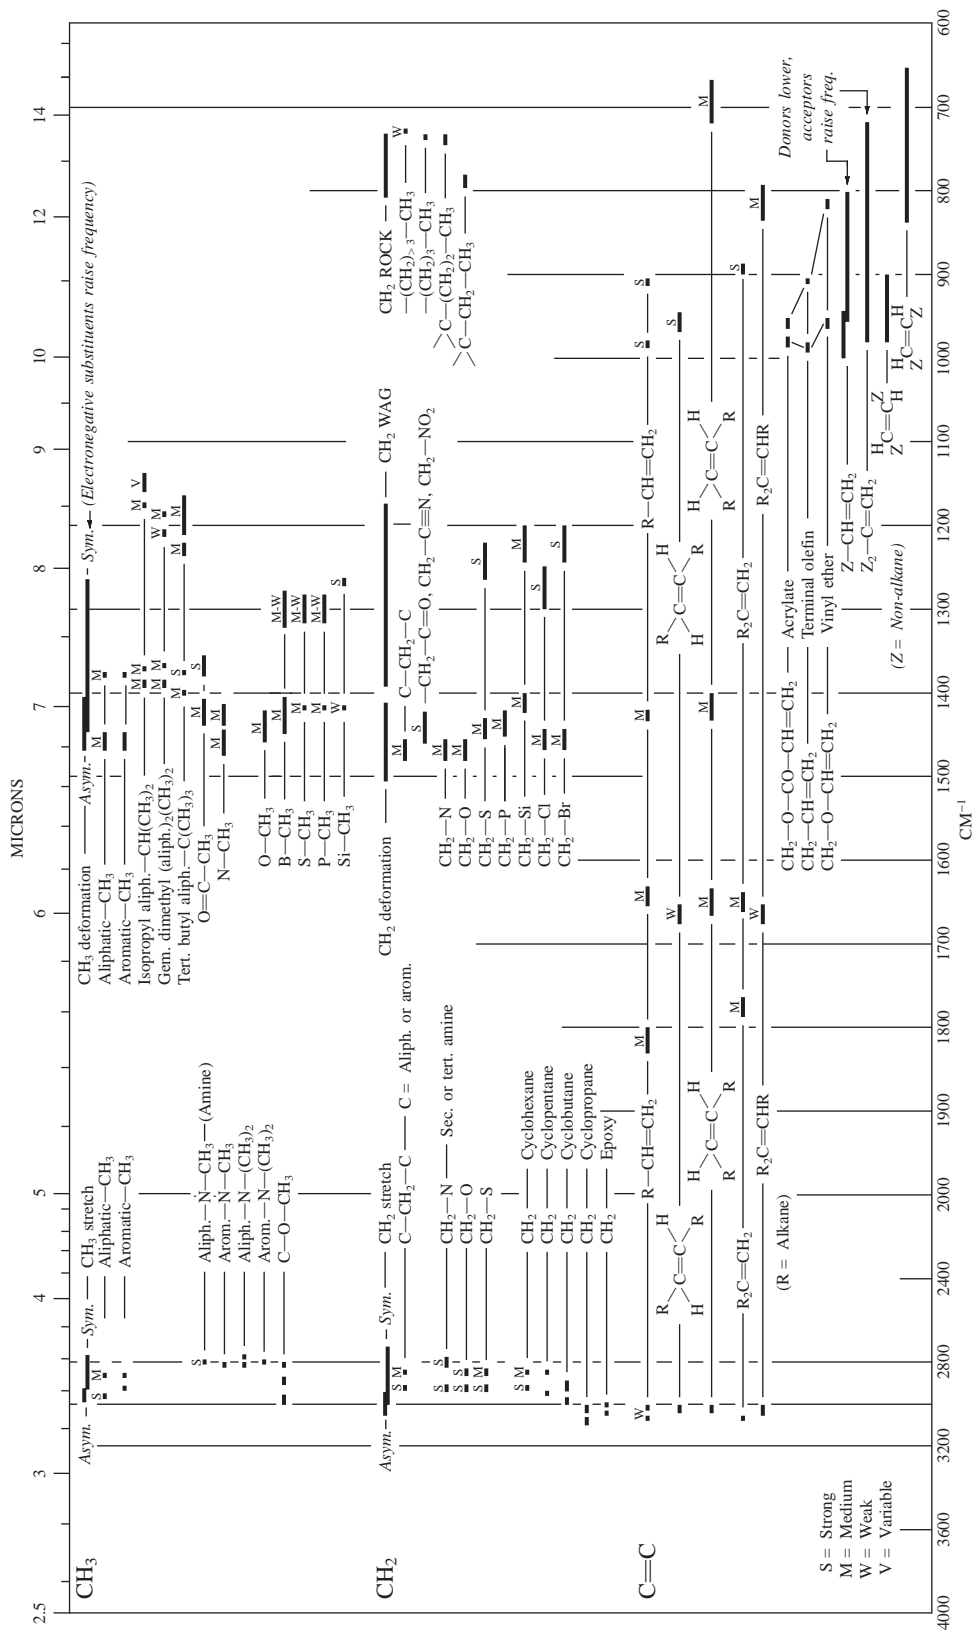 MICRONS
2.5 3 4 5 6 7 8 9 10 12 14
CH₃
Asym. Sym. CH₃ stretch
Aliphatic—CH₃
S M
Aromatic—CH₃
Aliph.—N—CH₃—(Amine)
S
Arom.—N—CH₃
Aliph.—N—(CH₃)₂
Arom.—N—(CH₃)₂
C—O—CH₃
CH₃ deformation Asym. Sym. (Electronegative substituents raise frequency)
Aliphatic—CH₃ M M
Aromatic—CH₃ M
Isopropyl aliph.—CH(CH₃)₂ M M M V
Gem. dimethyl (aliph.)₂(CH₃)₂ M M W M
Tert. butyl aliph.—C(CH₃)₃ M S M M
O=C—CH₃ M S
N—CH₃ M M
O—CH₃ M
B—CH₃ M M-W
S—CH₃ M M-W
P—CH₃ M M-W
Si—CH₃ W S
CH₂
Asym. Sym. CH₂ stretch
S M C—CH₂—C C = Aliph. or arom.
S S CH₂—N Sec. or tert. amine
S S CH₂—O
S M CH₂—S
S M CH₂ Cyclohexane
CH₂ Cyclopentane
CH₂ Cyclobutane
CH₂ Cyclopropane
CH₂ Epoxy
CH₂ deformation CH₂ WAG CH₂ ROCK
M C—CH₂—C
S —CH₂—C=O, CH₂—C≡N, CH₂—NO₂
CH₂—N M
CH₂—O M
CH₂—S M S
CH₂—P M
CH₂—Si M M
CH₂—Cl M S
CH₂—Br M S
—(CH₂)>3—CH₃ W
—(CH₂)₃—CH₃
C—(CH₂)₂—CH₃
C—CH₂—CH₃
C=C
W R—CH=CH₂ M M M R—CH=CH₂ S S
R H C=C H R W R H C=C H R S
H H C=C R R M M H H C=C R R M
R₂C=CH₂ M M R₂C=CH₂ S
R₂C=CHR W R₂C=CHR M
(R = Alkane)
CH₂—O—CO—CH=CH₂ Acrylate
CH₂—CH=CH₂ Terminal olefin
CH₂—O—CH=CH₂ Vinyl ether
Z—CH=CH₂
Z₂—C=CH₂
H Z C=C Z H
H H C=C Z Z
(Z = Non-alkane)
Donors lower,
acceptors
raise freq.
S = Strong
M = Medium
W = Weak
V = Variable
4000 3600 3200 2800 2400 2000 1900 1800 1700 1600 1500 1400 1300 1200 1100 1000 900 800 700 600
CM⁻¹